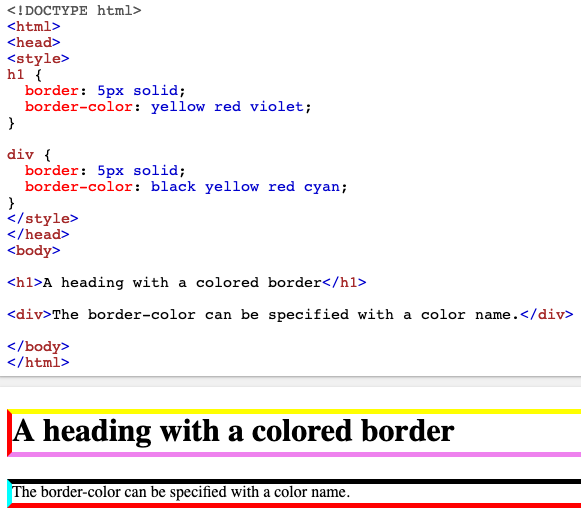 <!DOCTYPE html>
<html>
<head>
<style>
h1 {
  border: 5px solid;
  border-color: yellow red violet;
}

div {
  border: 5px solid;
  border-color: black yellow red cyan;
}
</style>
</head>
<body>

<h1>A heading with a colored border</h1>

<div>The border-color can be specified with a color name.</div>

</body>
</html>
A heading with a colored border
The border-color can be specified with a color name.